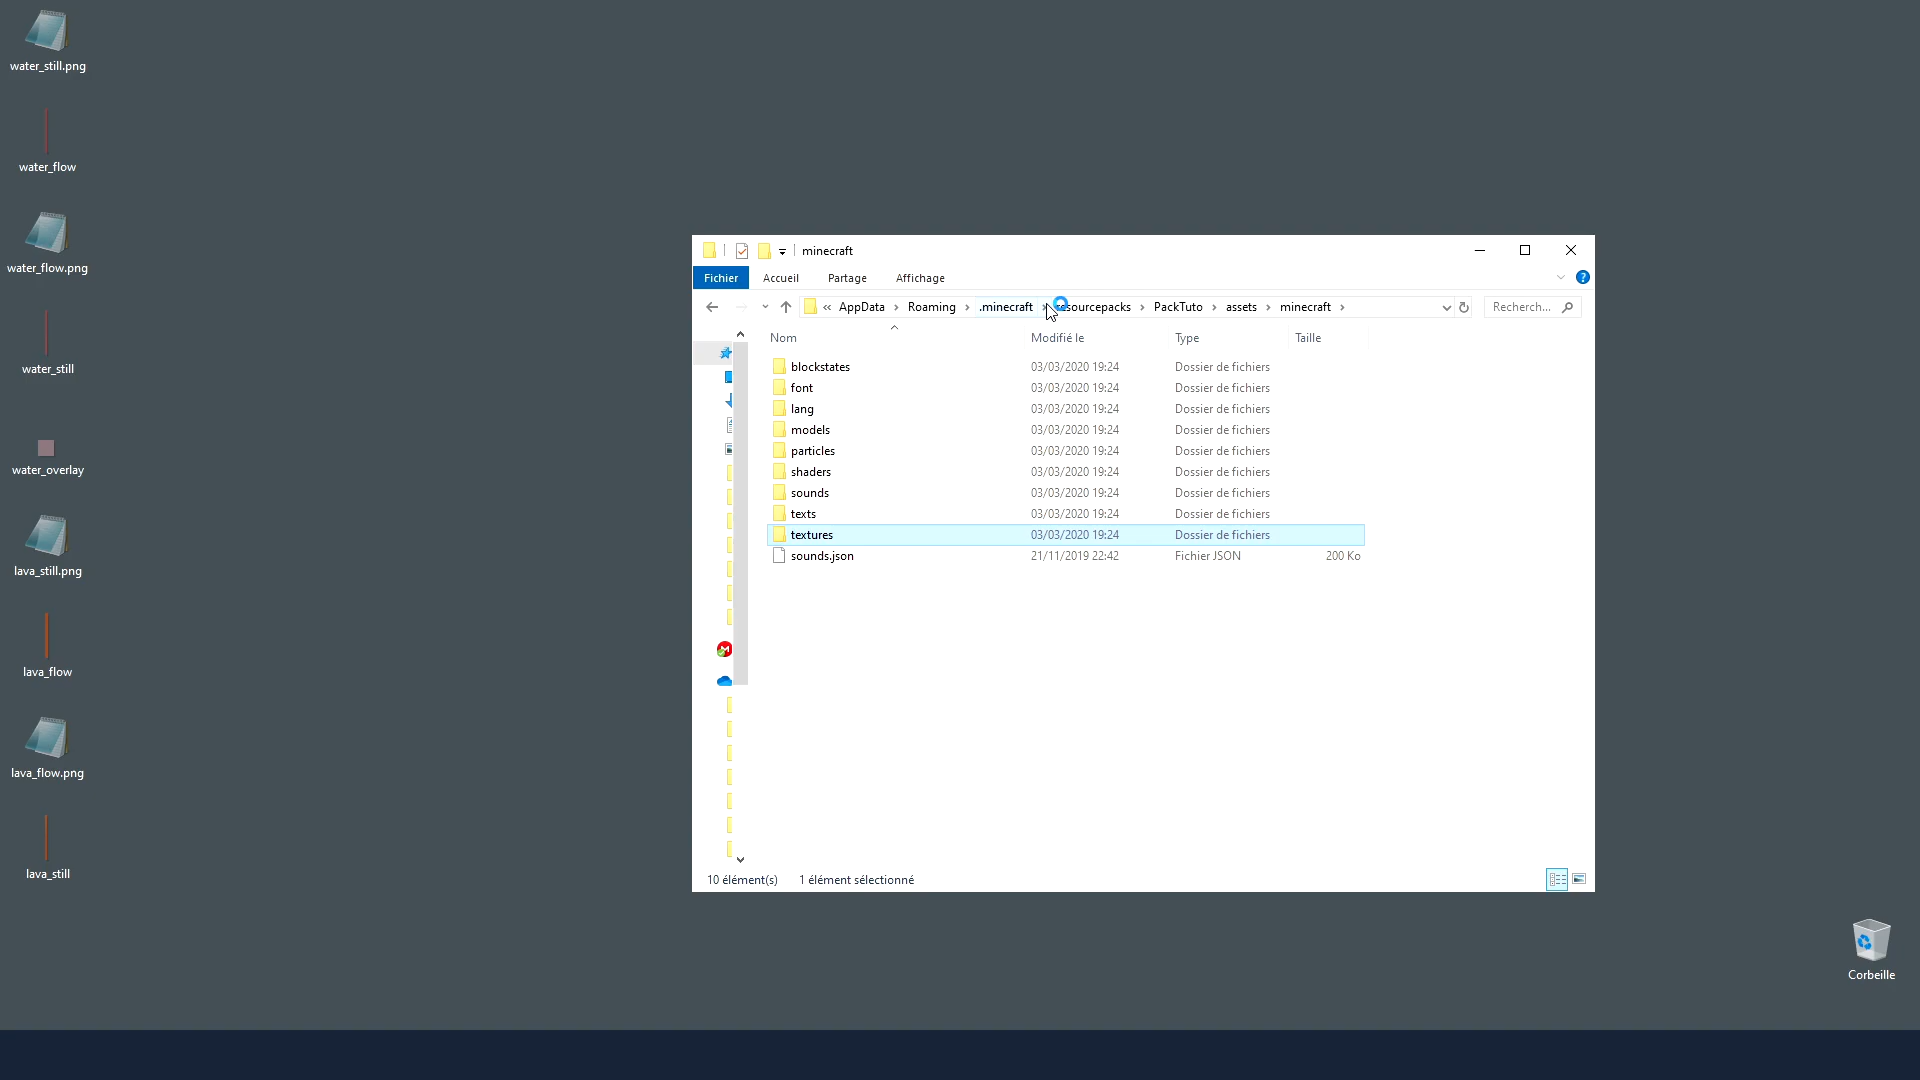 water_still.png
water_flow
water_flow.png
water_still
water_overlay
lava_still.png
lava_flow
lava_flow.png
lava_still
minecraft
Fichier Accueil Partage Affichage
« AppData › Roaming › .minecraft › resourcepacks › PackTuto › assets › minecraft › Recherch...
Nom Modifié le Type Taille
blockstates 03/03/2020 19:24 Dossier de fichiers
font 03/03/2020 19:24 Dossier de fichiers
lang 03/03/2020 19:24 Dossier de fichiers
models 03/03/2020 19:24 Dossier de fichiers
particles 03/03/2020 19:24 Dossier de fichiers
shaders 03/03/2020 19:24 Dossier de fichiers
sounds 03/03/2020 19:24 Dossier de fichiers
texts 03/03/2020 19:24 Dossier de fichiers
textures 03/03/2020 19:24 Dossier de fichiers
sounds.json 21/11/2019 22:42 Fichier JSON 200 Ko
10 élément(s) 1 élément sélectionné
Corbeille